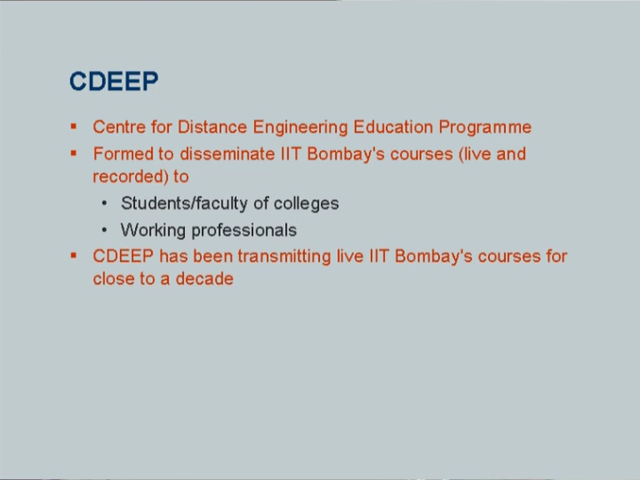 CDEEP
▪ Centre for Distance Engineering Education Programme
▪ Formed to disseminate IIT Bombay's courses (live and
recorded) to
• Students/faculty of colleges
• Working professionals
▪ CDEEP has been transmitting live IIT Bombay's courses for
close to a decade